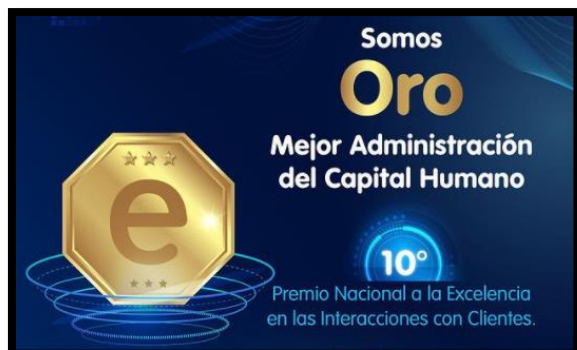 Somos
Oro
Mejor Administración
del Capital Humano
e
10°
Premio Nacional a la Excelencia
en las Interacciones con Clientes.